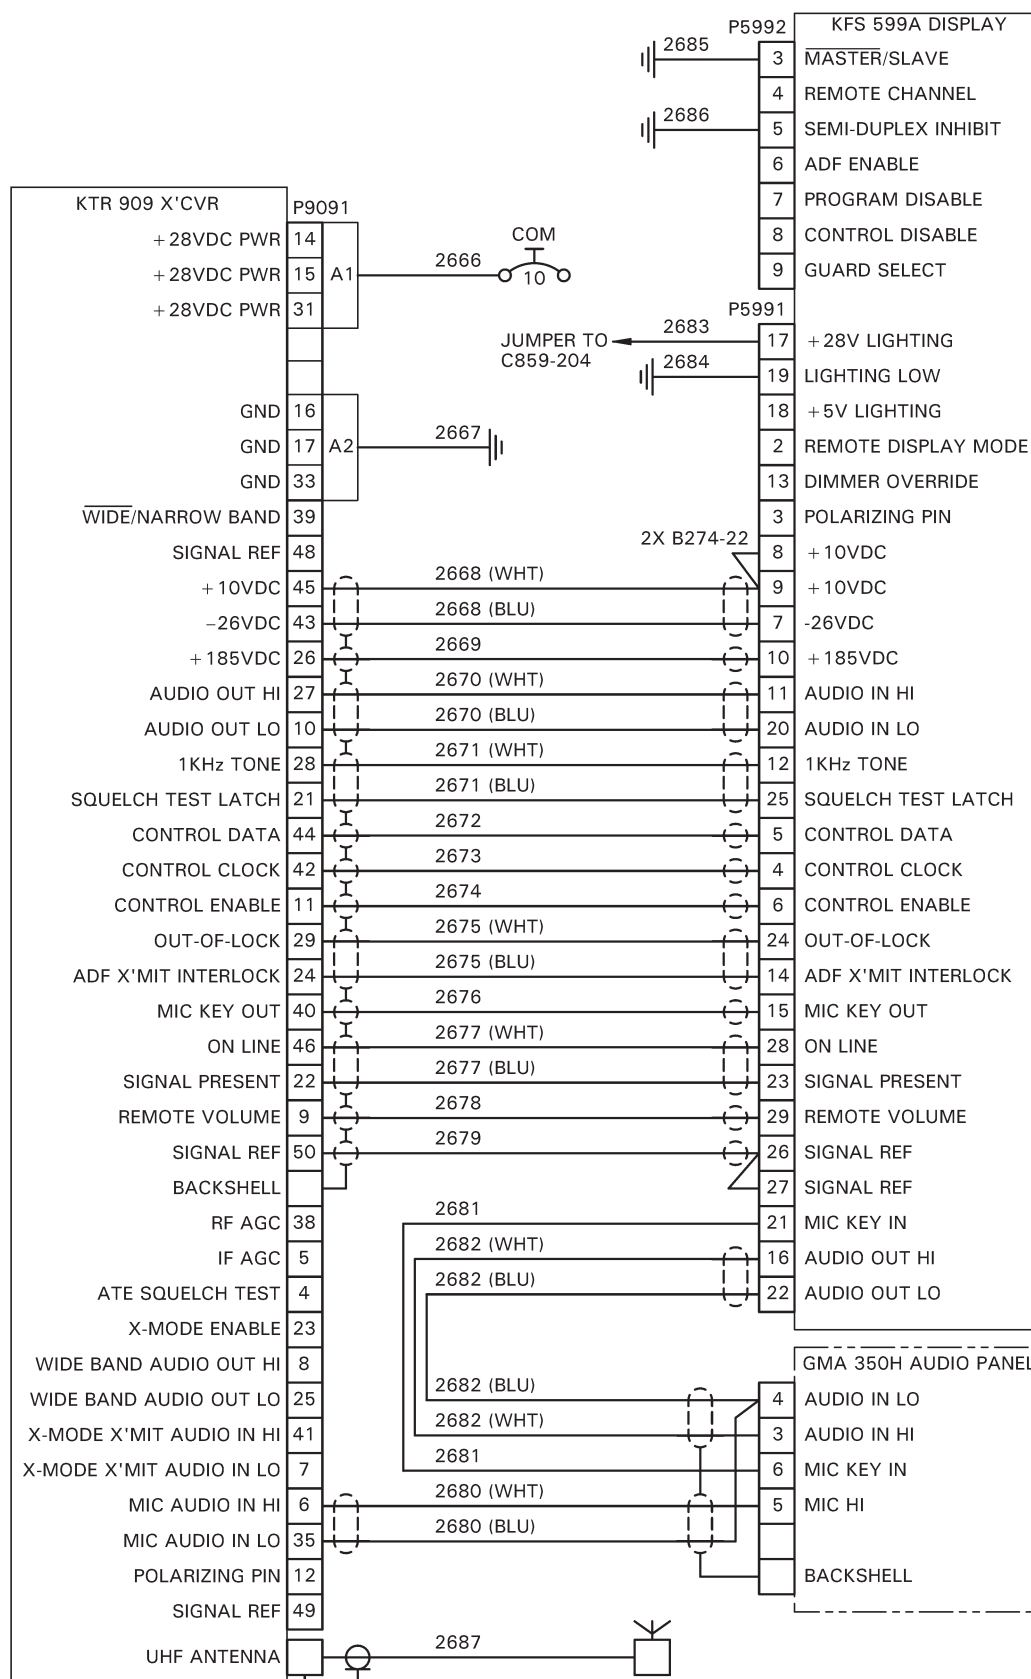 KFS 599A DISPLAY
P5992
2685 3 MASTER/SLAVE
4 REMOTE CHANNEL
2686 5 SEMI-DUPLEX INHIBIT
6 ADF ENABLE
7 PROGRAM DISABLE
8 CONTROL DISABLE
9 GUARD SELECT
P5991
2683 17 +28V LIGHTING
JUMPER TO
C859-204
2684 19 LIGHTING LOW
18 +5V LIGHTING
2 REMOTE DISPLAY MODE
13 DIMMER OVERRIDE
3 POLARIZING PIN
2X B274-22
8 +10VDC
9 +10VDC
7 -26VDC
10 +185VDC
11 AUDIO IN HI
20 AUDIO IN LO
12 1KHz TONE
25 SQUELCH TEST LATCH
5 CONTROL DATA
4 CONTROL CLOCK
6 CONTROL ENABLE
24 OUT-OF-LOCK
14 ADF X'MIT INTERLOCK
15 MIC KEY OUT
28 ON LINE
23 SIGNAL PRESENT
29 REMOTE VOLUME
26 SIGNAL REF
27 SIGNAL REF
21 MIC KEY IN
16 AUDIO OUT HI
22 AUDIO OUT LO
KTR 909 X'CVR
P9091
+28VDC PWR 14
+28VDC PWR 15 A1 2666 COM 10
+28VDC PWR 31
GND 16
GND 17 A2 2667
GND 33
WIDE/NARROW BAND 39
SIGNAL REF 48
+10VDC 45 2668 (WHT)
−26VDC 43 2668 (BLU)
+185VDC 26 2669
AUDIO OUT HI 27 2670 (WHT)
AUDIO OUT LO 10 2670 (BLU)
1KHz TONE 28 2671 (WHT)
SQUELCH TEST LATCH 21 2671 (BLU)
CONTROL DATA 44 2672
CONTROL CLOCK 42 2673
CONTROL ENABLE 11 2674
OUT-OF-LOCK 29 2675 (WHT)
ADF X'MIT INTERLOCK 24 2675 (BLU)
MIC KEY OUT 40 2676
ON LINE 46 2677 (WHT)
SIGNAL PRESENT 22 2677 (BLU)
REMOTE VOLUME 9 2678
SIGNAL REF 50 2679
BACKSHELL
RF AGC 38 2681
IF AGC 5 2682 (WHT)
ATE SQUELCH TEST 4 2682 (BLU)
X-MODE ENABLE 23
WIDE BAND AUDIO OUT HI 8
WIDE BAND AUDIO OUT LO 25
X-MODE X'MIT AUDIO IN HI 41
X-MODE X'MIT AUDIO IN LO 7
MIC AUDIO IN HI 6
MIC AUDIO IN LO 35
POLARIZING PIN 12
SIGNAL REF 49
UHF ANTENNA 2687
GMA 350H AUDIO PANEL
2682 (BLU) 4 AUDIO IN LO
2682 (WHT) 3 AUDIO IN HI
2681 6 MIC KEY IN
2680 (WHT) 5 MIC HI
2680 (BLU)
BACKSHELL